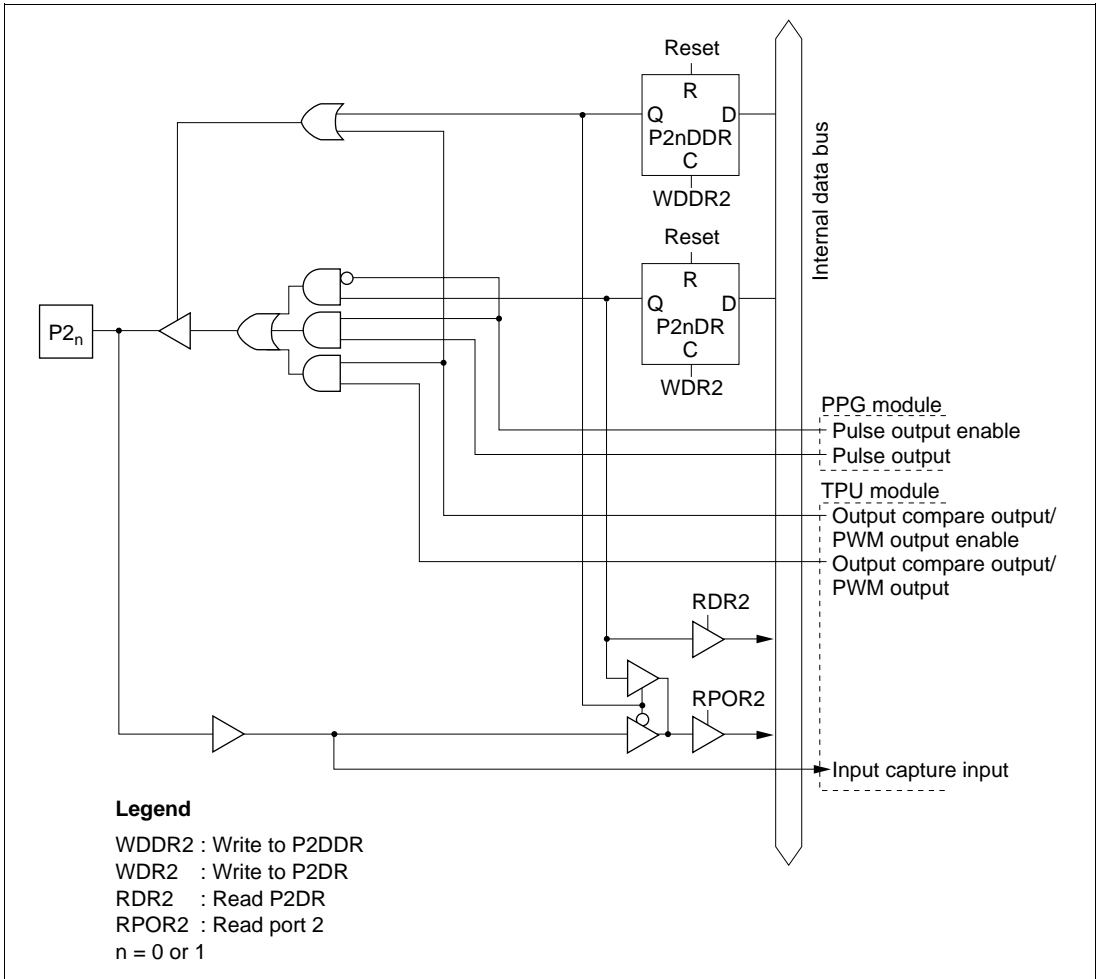 Reset
R
Q D
P2nDDR
C
WDDR2
Internal data bus
Reset
R
Q D
P2nDR
C
WDR2
P2n
PPG module
Pulse output enable
Pulse output
TPU module
Output compare output/
PWM output enable
Output compare output/
PWM output
RDR2
RPOR2
Input capture input
Legend
WDDR2 : Write to P2DDR
WDR2 : Write to P2DR
RDR2 : Read P2DR
RPOR2 : Read port 2
n = 0 or 1